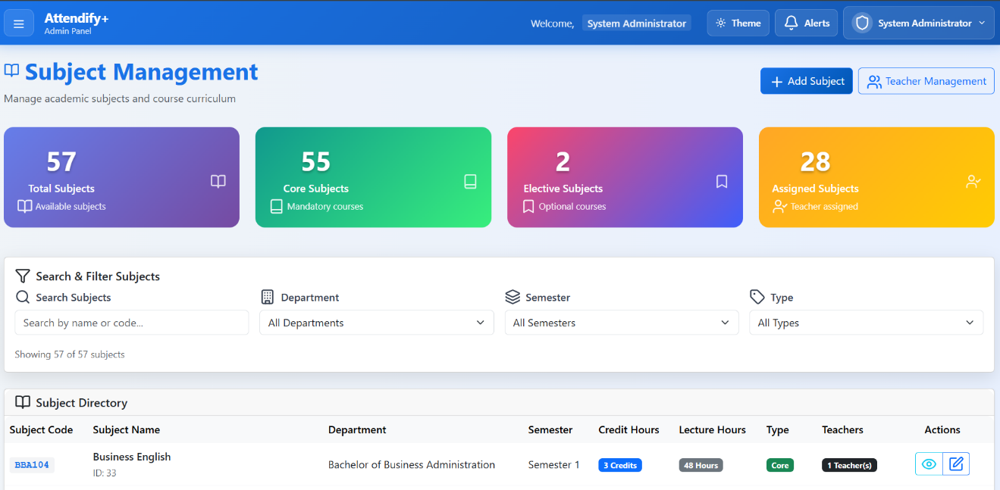 Attendify+
Admin Panel
Welcome, System Administrator
Theme
Alerts
System Administrator
Subject Management
Manage academic subjects and course curriculum
Add Subject
Teacher Management
57
Total Subjects
Available subjects
55
Core Subjects
Mandatory courses
2
Elective Subjects
Optional courses
28
Assigned Subjects
Teacher assigned
Search & Filter Subjects
Search Subjects
Search by name or code...
Department
All Departments
Semester
All Semesters
Type
All Types
Showing 57 of 57 subjects
Subject Directory
Subject Code Subject Name Department Semester Credit Hours Lecture Hours Type Teachers Actions
BBA104 Business English Bachelor of Business Administration Semester 1 3 Credits 48 Hours Core 1 Teacher(s)
ID: 33